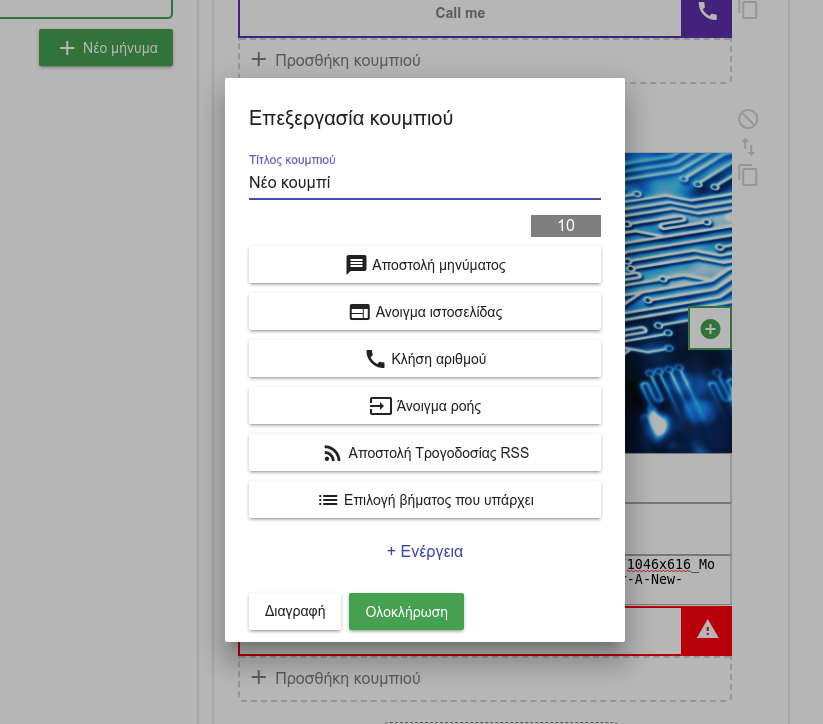 Call me
+ Νέο μήνυμα
+ Προσθήκη κουμπιού
Επεξεργασία κουμπιού
Τίτλος κουμπιού
Νέο κουμπί
10
Αποστολή μηνύματος
Ανοιγμα ιστοσελίδας
Κλήση αριθμού
Άνοιγμα ροής
Αποστολή Τρογοδοσίας RSS
Επιλογή βήματος που υπάρχει
+ Ενέργεια
1046x616_Mo
r-A-New-
Διαγραφή
Ολοκλήρωση
+ Προσθήκη κουμπιού